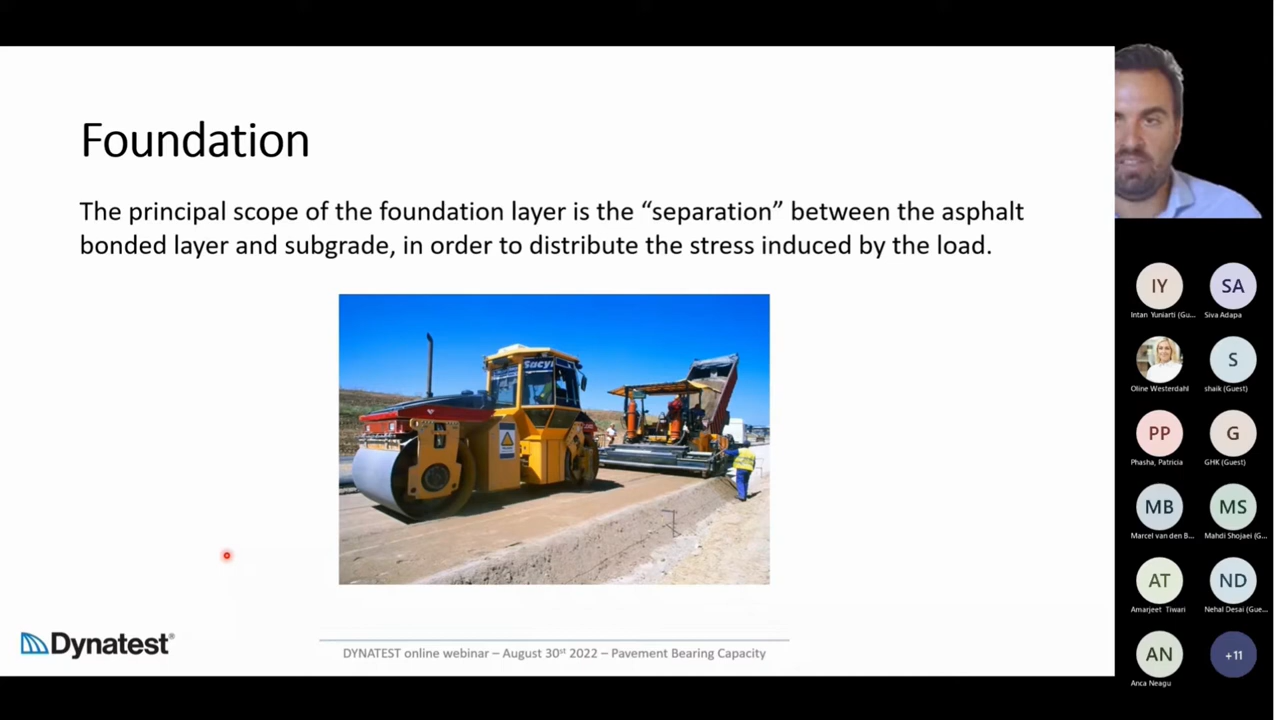 Foundation
The principal scope of the foundation layer is the “separation” between the asphalt
bonded layer and subgrade, in order to distribute the stress induced by the load.
Sacyr
Dynatest®
DYNATEST online webinar – August 30st 2022 – Pavement Bearing Capacity
IY
SA
Intan Yuniarti (Gu...
Siva Adapa
S
Oline Westerdahl
shaik (Guest)
PP
G
Phasha, Patricia
GHK (Guest)
MB
MS
Marcel van den B...
Mahdi Shojaei (G...
AT
ND
Amarjeet Tiwari
Nehal Desai (Gue...
AN
+11
Anca Neagu